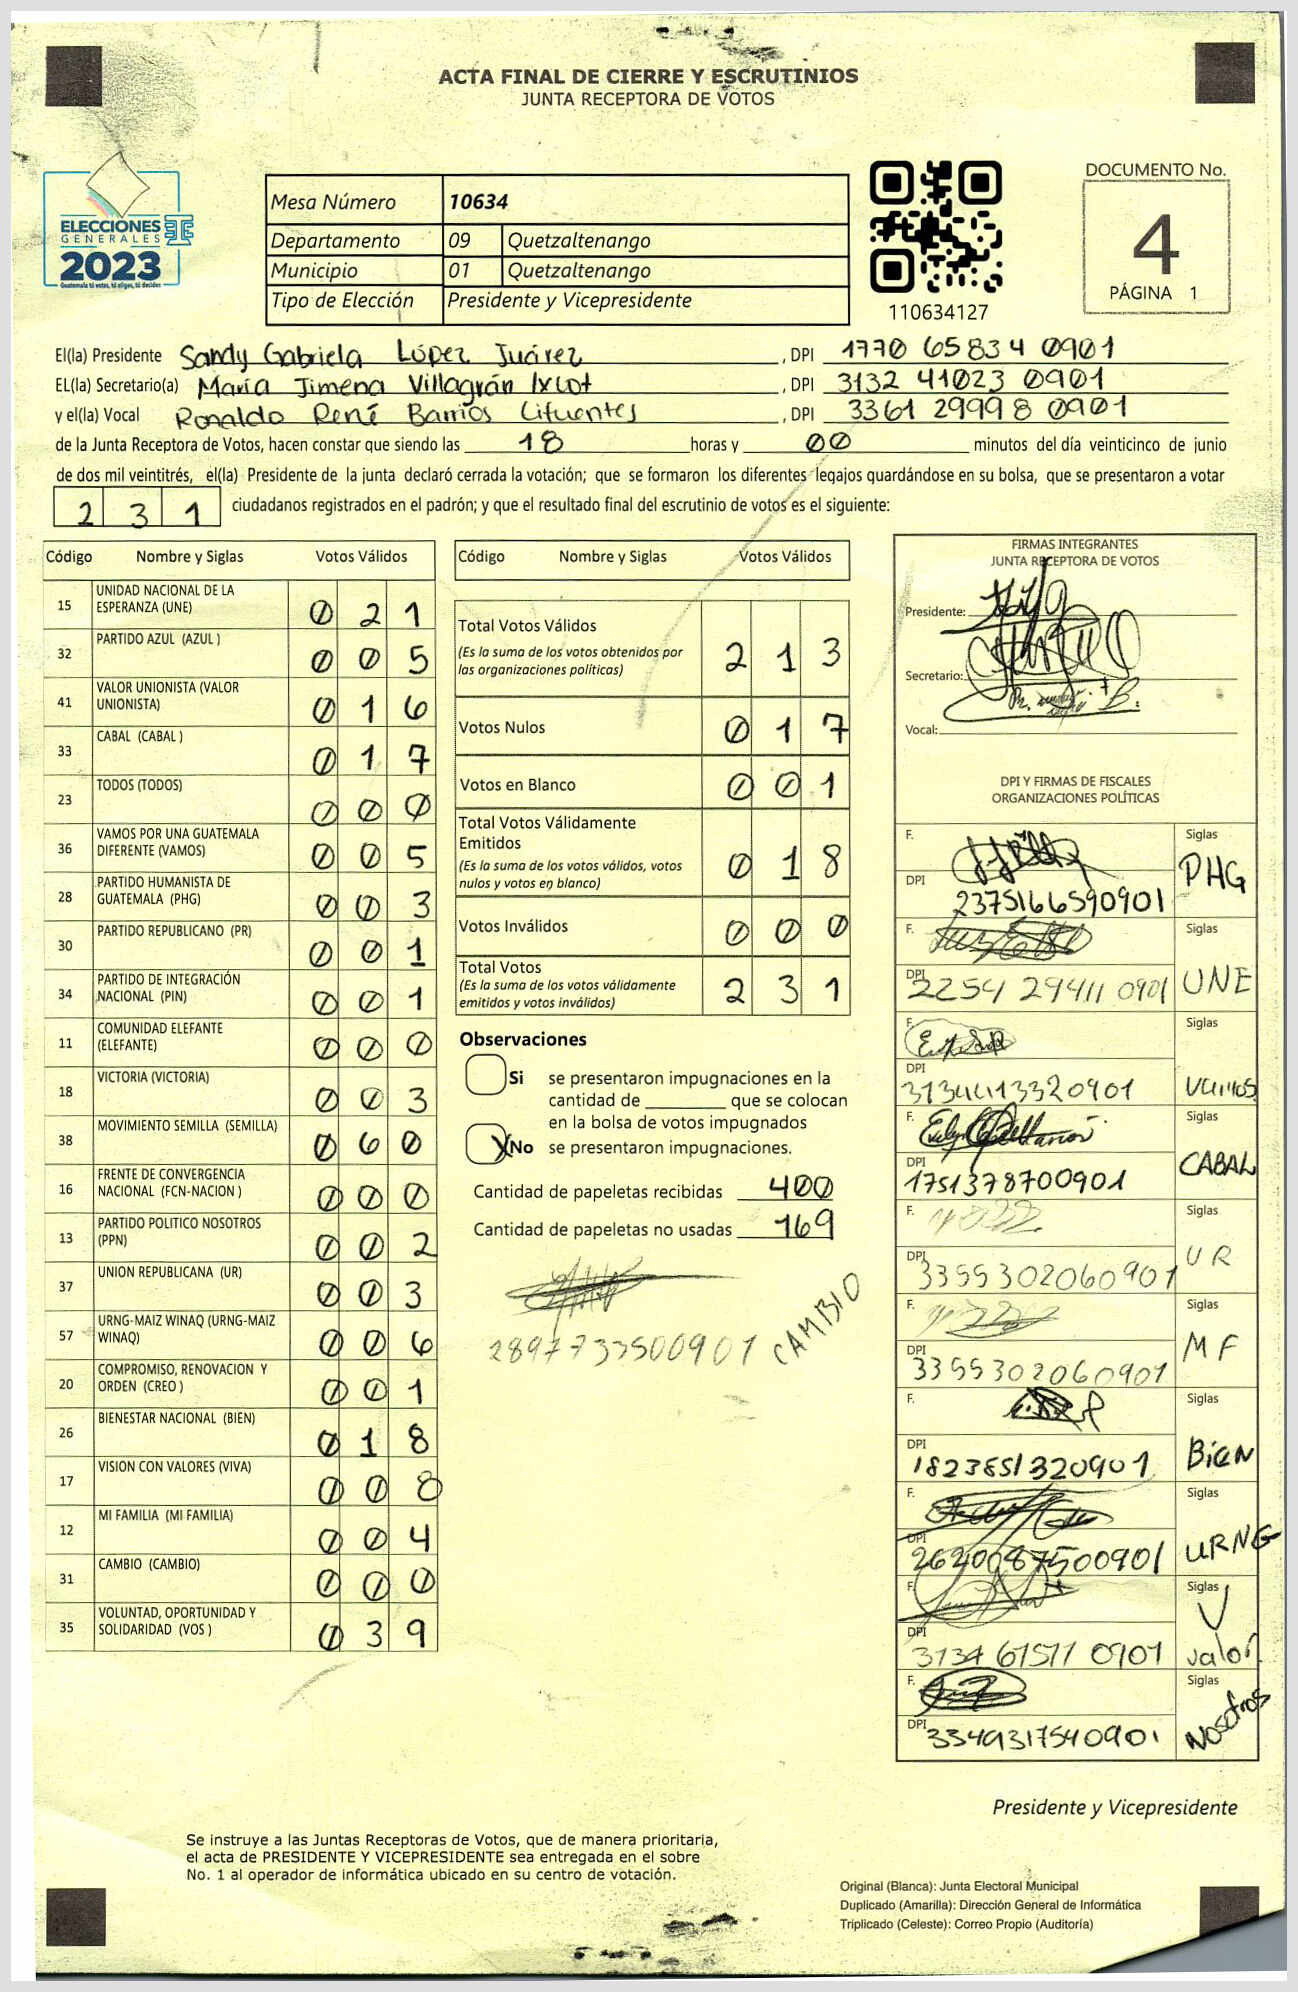 ACTA FINAL DE CIERRE Y ESCRUTINIOS
JUNTA RECEPTORA DE VOTOS
ELECCIONES
GENERALES
2023
Guatemala tú votas, tú eliges, tú decides
Mesa Número 10634
Departamento 09 Quetzaltenango
Municipio 01 Quetzaltenango
Tipo de Elección Presidente y Vicepresidente
110634127
DOCUMENTO No.
4
PÁGINA 1
El(la) Presidente Sandy Gabriela López Juárez , DPI 1770 65834 0901
EL(la) Secretario(a) María Jimena Villagrán Ixcot , DPI 3132 41023 0901
y el(la) Vocal Ronaldo René Barrios Cifuentes , DPI 3361 29998 0901
de la Junta Receptora de Votos, hacen constar que siendo las 18 horas y 00 minutos del día veinticinco de junio
de dos mil veintitrés, el(la) Presidente de la junta declaró cerrada la votación; que se formaron los diferentes legajos guardándose en su bolsa, que se presentaron a votar
231 ciudadanos registrados en el padrón; y que el resultado final del escrutinio de votos es el siguiente:
Código Nombre y Siglas Votos Válidos
15 UNIDAD NACIONAL DE LA ESPERANZA (UNE) 0 2 1
32 PARTIDO AZUL (AZUL ) 0 0 5
41 VALOR UNIONISTA (VALOR UNIONISTA) 0 1 6
33 CABAL (CABAL ) 0 1 7
23 TODOS (TODOS) 0 0 0
36 VAMOS POR UNA GUATEMALA DIFERENTE (VAMOS) 0 0 5
28 PARTIDO HUMANISTA DE GUATEMALA (PHG) 0 0 3
30 PARTIDO REPUBLICANO (PR) 0 0 1
34 PARTIDO DE INTEGRACIÓN NACIONAL (PIN) 0 0 1
11 COMUNIDAD ELEFANTE (ELEFANTE) 0 0 0
18 VICTORIA (VICTORIA) 0 0 3
38 MOVIMIENTO SEMILLA (SEMILLA) 0 6 0
16 FRENTE DE CONVERGENCIA NACIONAL (FCN-NACION ) 0 0 0
13 PARTIDO POLITICO NOSOTROS (PPN) 0 0 2
37 UNION REPUBLICANA (UR) 0 0 3
57 URNG-MAIZ WINAQ (URNG-MAIZ WINAQ) 0 0 6
20 COMPROMISO, RENOVACION Y ORDEN (CREO ) 0 0 1
26 BIENESTAR NACIONAL (BIEN) 0 1 8
17 VISION CON VALORES (VIVA) 0 0 8
12 MI FAMILIA (MI FAMILIA) 0 0 4
31 CAMBIO (CAMBIO) 0 0 0
35 VOLUNTAD, OPORTUNIDAD Y SOLIDARIDAD (VOS ) 0 3 9
Código Nombre y Siglas Votos Válidos
Total Votos Válidos 2 1 3
(Es la suma de los votos obtenidos por
las organizaciones políticas)
Votos Nulos 0 1 7
Votos en Blanco 0 0 1
Total Votos Válidamente
Emitidos 0 1 8
(Es la suma de los votos válidos, votos
nulos y votos en blanco)
Votos Inválidos 0 0 0
Total Votos 2 3 1
(Es la suma de los votos válidamente
emitidos y votos inválidos)
Observaciones
Si se presentaron impugnaciones en la
cantidad de ________ que se colocan
en la bolsa de votos impugnados
X No se presentaron impugnaciones.
Cantidad de papeletas recibidas 400
Cantidad de papeletas no usadas 169
2897733500901 CAMBIO
FIRMAS INTEGRANTES
JUNTA RECEPTORA DE VOTOS
Presidente:
Secretario:
Vocal:
DPI Y FIRMAS DE FISCALES
ORGANIZACIONES POLÍTICAS
F. Siglas
DPI 2375166590901 PHG
F. Siglas
DPI 2254 29411 0901 UNE
F. Siglas
DPI 3134413320901 Vamos
F. Siglas
DPI 1751378700901 CABAL
F. Siglas
DPI 3355302060901 UR
F. Siglas
DPI 3355302060901 MF
F. Siglas
DPI 1823851320901 BiEN
F. Siglas
DPI 2620087500901 URNG
F. Siglas
DPI 3134 61511 0901 V valor
F. Siglas
DPI 3349317540901 Nosotros
Presidente y Vicepresidente
Se instruye a las Juntas Receptoras de Votos, que de manera prioritaria,
el acta de PRESIDENTE Y VICEPRESIDENTE sea entregada en el sobre
No. 1 al operador de informática ubicado en su centro de votación.
Original (Blanca): Junta Electoral Municipal
Duplicado (Amarilla): Dirección General de Informática
Triplicado (Celeste): Correo Propio (Auditoría)